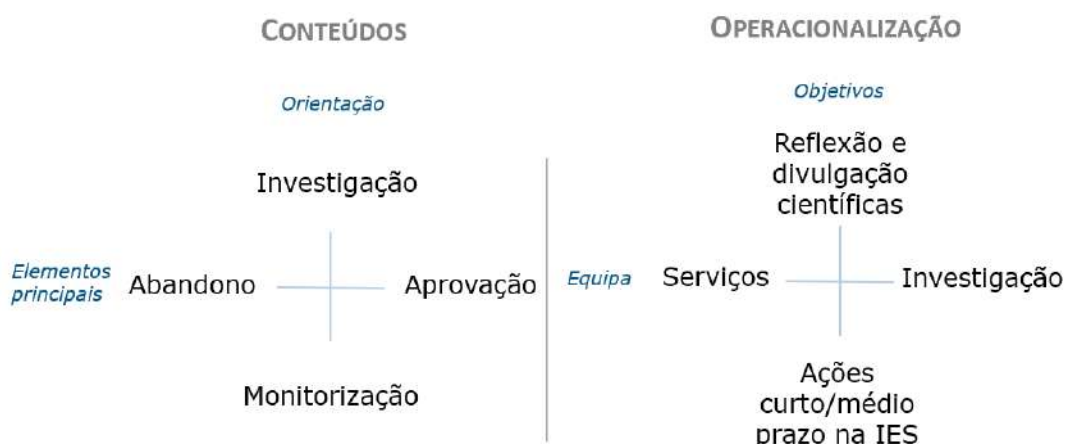 CONTEÚDOS
Orientação
Investigação
Elementos
principais
Abandono
Aprovação
Monitorização
OPERACIONALIZAÇÃO
Objetivos
Reflexão e
divulgação
científicas
Equipa
Serviços
Investigação
Ações
curto/médio
prazo na IES